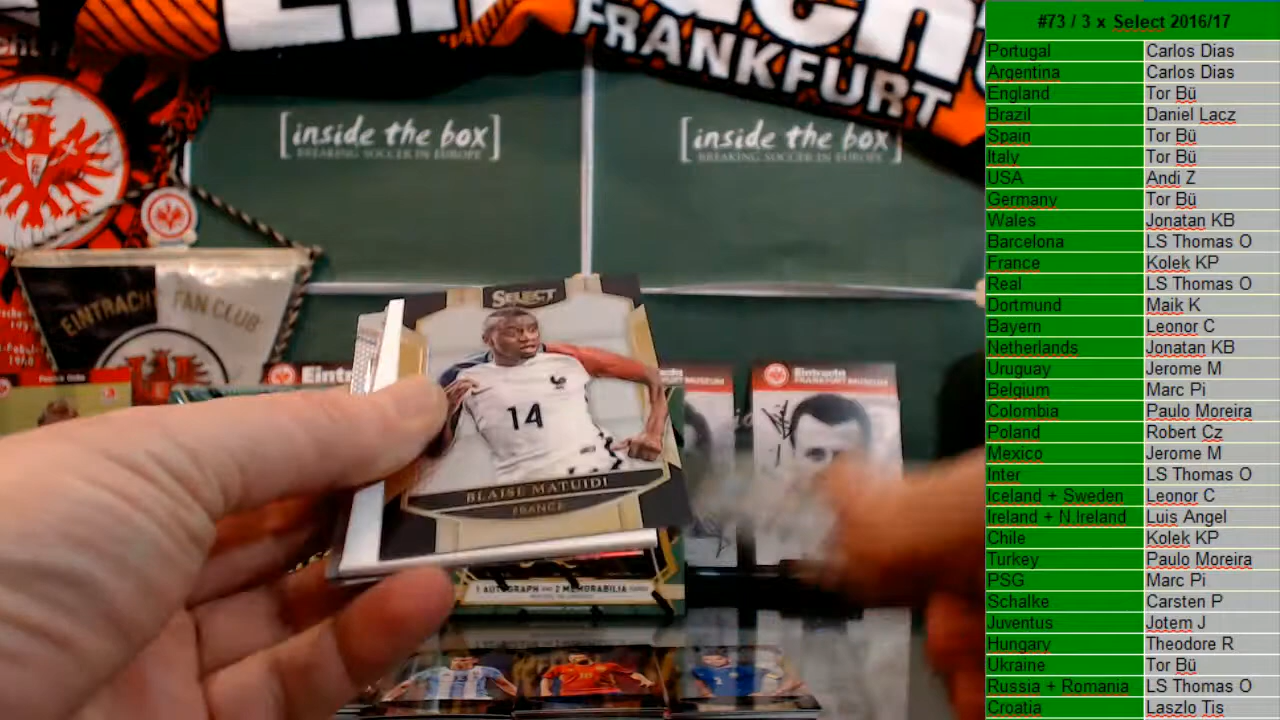 FRANKFURT
[inside the box]
BREAKING SOCCER IN EUROPE
[inside the box]
BREAKING SOCCER IN EUROPE
EINTRACHT
FAN CLUB
Eintracht
FRANKFURT MUSEUM
SELECT
14
BLAISE MATUIDI
FRANCE
1 AUTOGRAPH AND 2 MEMORABILIA
#73 / 3 x Select 2016/17
Portugal Carlos Dias
Argentina Carlos Dias
England Tor Bü
Brazil Daniel Lacz
Spain Tor Bü
Italy Tor Bü
USA Andi Z
Germany Tor Bü
Wales Jonatan KB
Barcelona LS Thomas O
France Kolek KP
Real LS Thomas O
Dortmund Maik K
Bayern Leonor C
Netherlands Jonatan KB
Uruguay Jerome M
Belgium Marc Pi
Colombia Paulo Moreira
Poland Robert Cz
Mexico Jerome M
Inter LS Thomas O
Iceland + Sweden Leonor C
Ireland + N.Ireland Luis Angel
Chile Kolek KP
Turkey Paulo Moreira
PSG Marc Pi
Schalke Carsten P
Juventus Jotem J
Hungary Theodore R
Ukraine Tor Bü
Russia + Romania LS Thomas O
Croatia Laszlo Tis